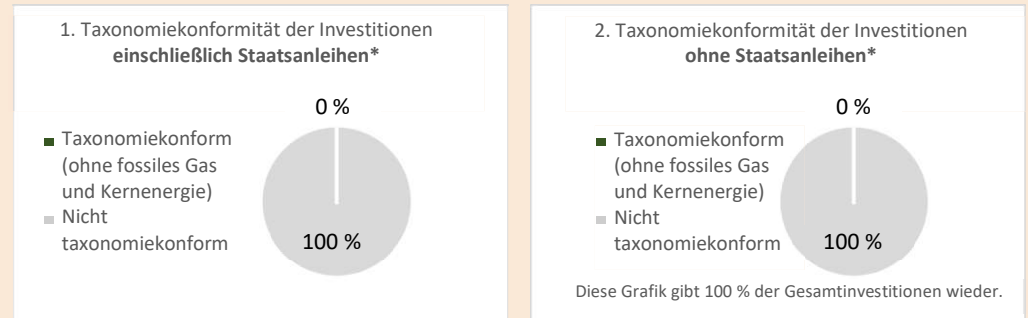 1. Taxonomiekonformität der Investitionen
einschließlich Staatsanleihen*
0 %
Taxonomiekonform
(ohne fossiles Gas
und Kernenergie)
Nicht
taxonomiekonform
100 %
2. Taxonomiekonformität der Investitionen
ohne Staatsanleihen*
0 %
Taxonomiekonform
(ohne fossiles Gas
und Kernenergie)
Nicht
taxonomiekonform
100 %
Diese Grafik gibt 100 % der Gesamtinvestitionen wieder.